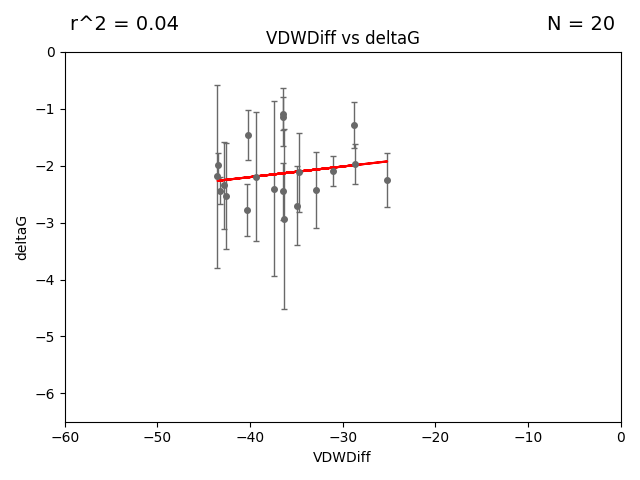 r^2 = 0.04
N = 20
VDWDiff vs deltaG
0
−1
−2
−3
−4
−5
−6
deltaG
−60 −50 −40 −30 −20 −10 0
VDWDiff